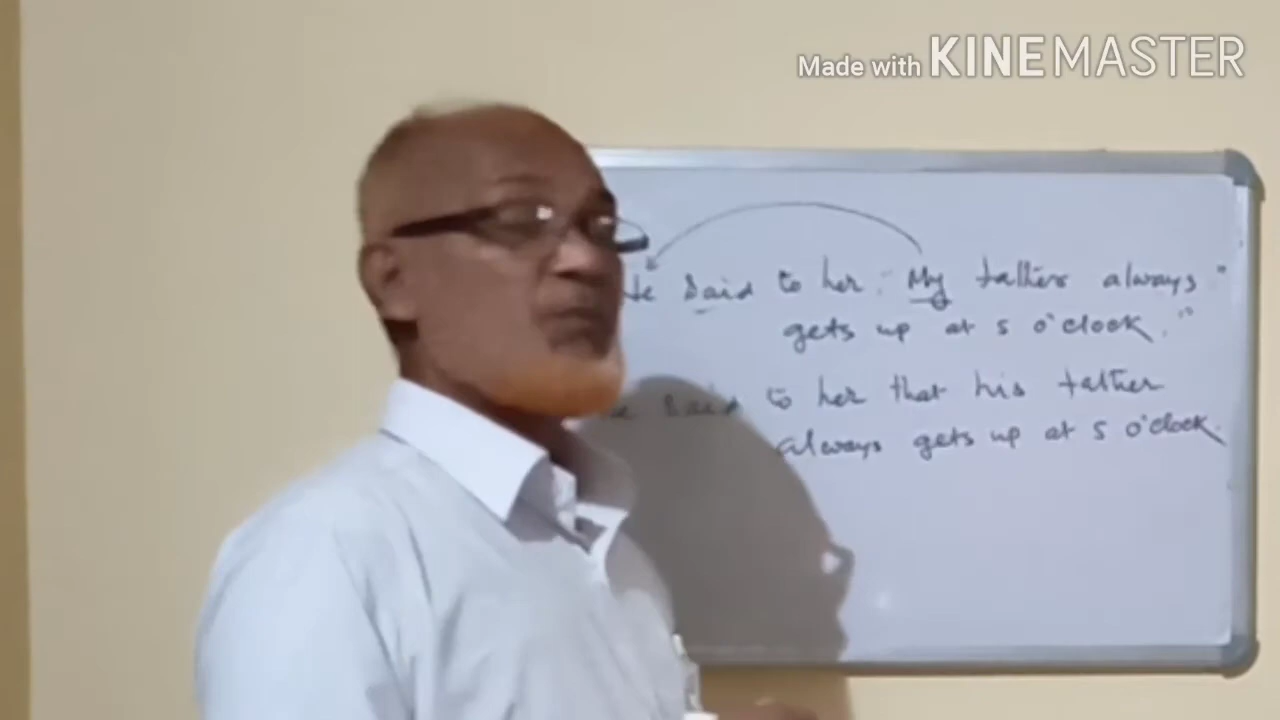 Made with KINEMASTER
He said to her: "My father always"
gets up at 5 o'clock."
said to her that his father
always gets up at 5 o'clock.